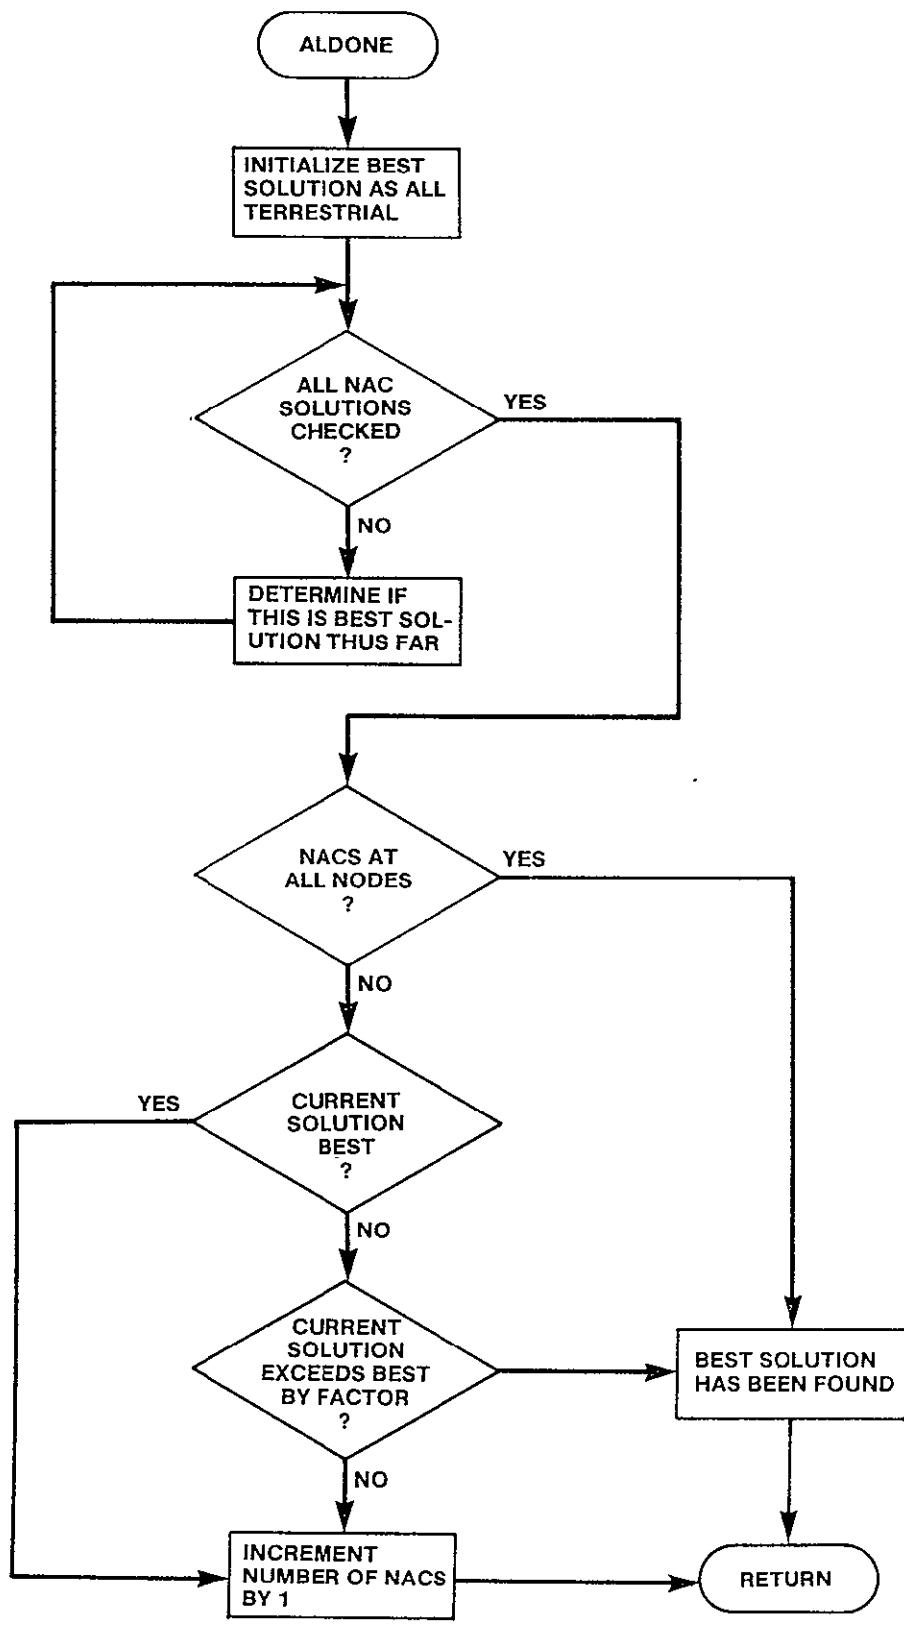 ALDONE
INITIALIZE BEST
SOLUTION AS ALL
TERRESTRIAL
ALL NAC
SOLUTIONS
CHECKED
?
YES
NO
DETERMINE IF
THIS IS BEST SOL-
UTION THUS FAR
NACS AT
ALL NODES
?
YES
NO
CURRENT
SOLUTION
BEST
?
YES
NO
CURRENT
SOLUTION
EXCEEDS BEST
BY FACTOR
?
BEST SOLUTION
HAS BEEN FOUND
NO
INCREMENT
NUMBER OF NACS
BY 1
RETURN